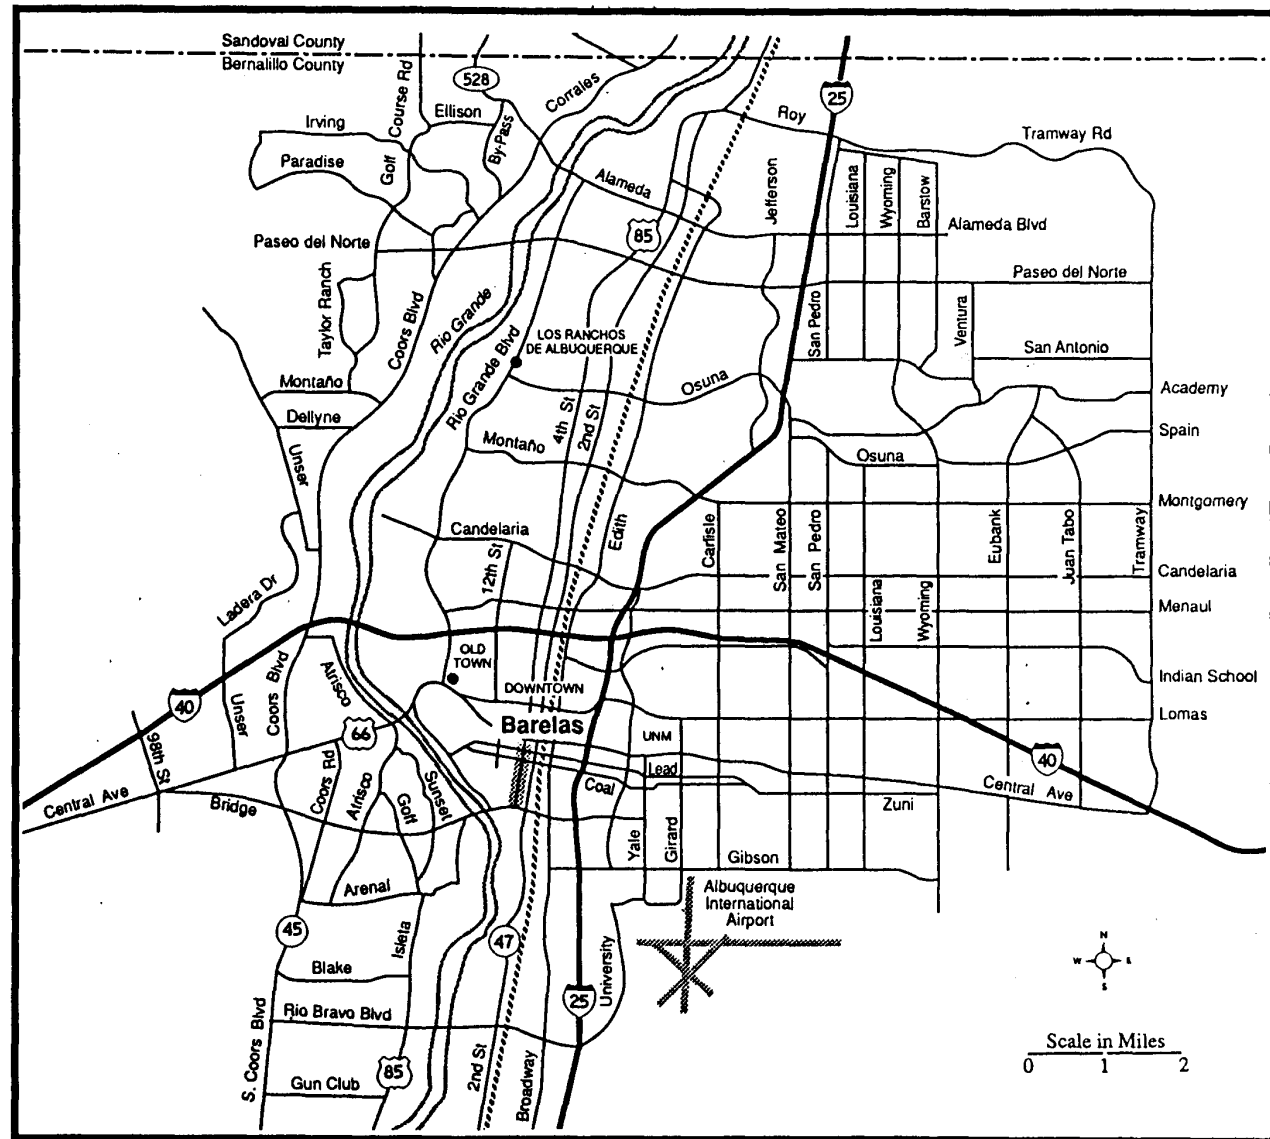 Sandoval County
Bernalillo County
528
Corrales
25
Course Rd
Golf
Ellison
By-Pass
Irving
Paradise
Roy
Tramway Rd
Alameda
Jefferson
Louisiana
Wyoming
Barstow
Alameda Blvd
85
Paseo del Norte
Paseo del Norte
Taylor Ranch
Coors Blvd
Rio Grande
Rio Grande Blvd
LOS RANCHOS
DE ALBUQUERQUE
San Pedro
Ventura
San Antonio
Montaño
Osuna
Academy
Dellyne
4th St
2nd St
Spain
Unser
Montaño
Osuna
Montgomery
Candelaria
12th St
Edith
Carlisle
San Mateo
San Pedro
Eubank
Juan Tabo
Tramway
Candelaria
Ladera Dr
Menaul
Louisiana
Wyoming
Coors Blvd
Atrisco
OLD
TOWN
DOWNTOWN
Indian School
40
Unser
66
Barelas
UNM
Lomas
98th St
40
Lead
Central Ave
Coors Rd
Atrisco
Golf
Sunset
Coal
Central Ave
Bridge
Zuni
Yale
Girard
Gibson
Arenal
Albuquerque
International
Airport
45
Isleta
47
Blake
University
N
W
E
S
25
Rio Bravo Blvd
S. Coors Blvd
2nd St
Broadway
Scale in Miles
0 1 2
85
Gun Club